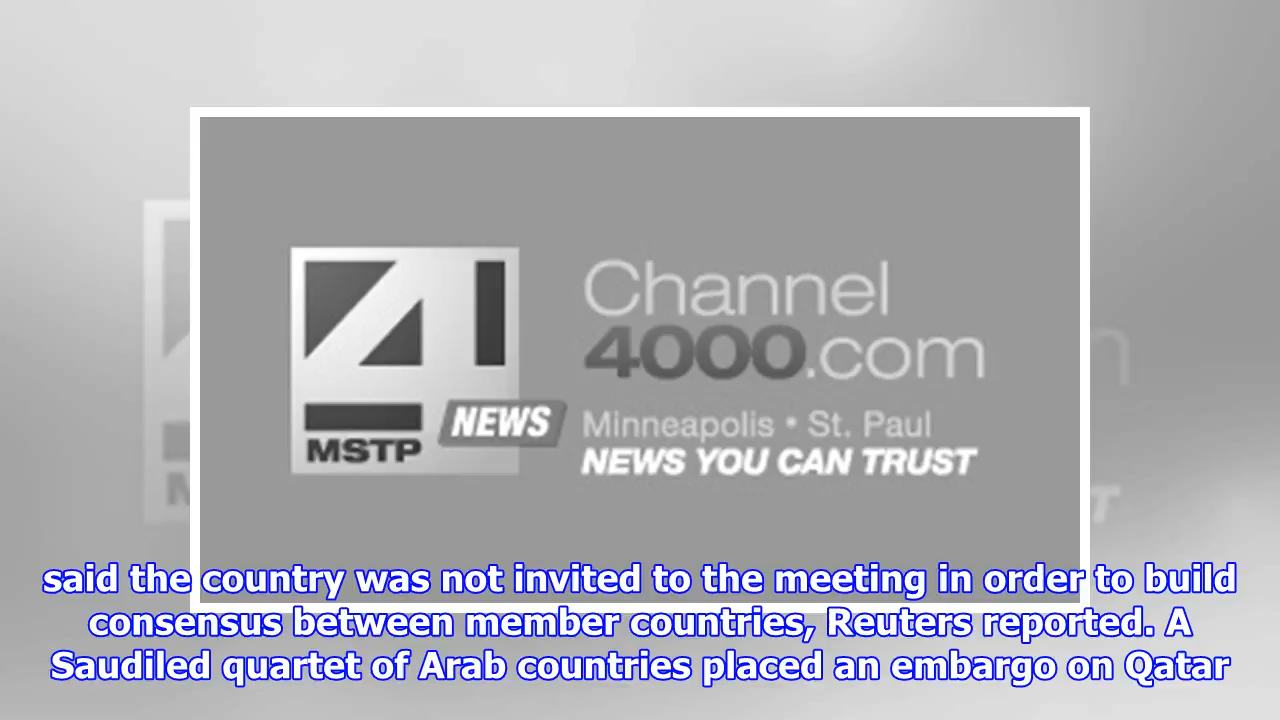 Channel
4000.com
MSTP
NEWS
Minneapolis • St. Paul
NEWS YOU CAN TRUST
said the country was not invited to the meeting in order to build
consensus between member countries, Reuters reported. A
Saudiled quartet of Arab countries placed an embargo on Qatar